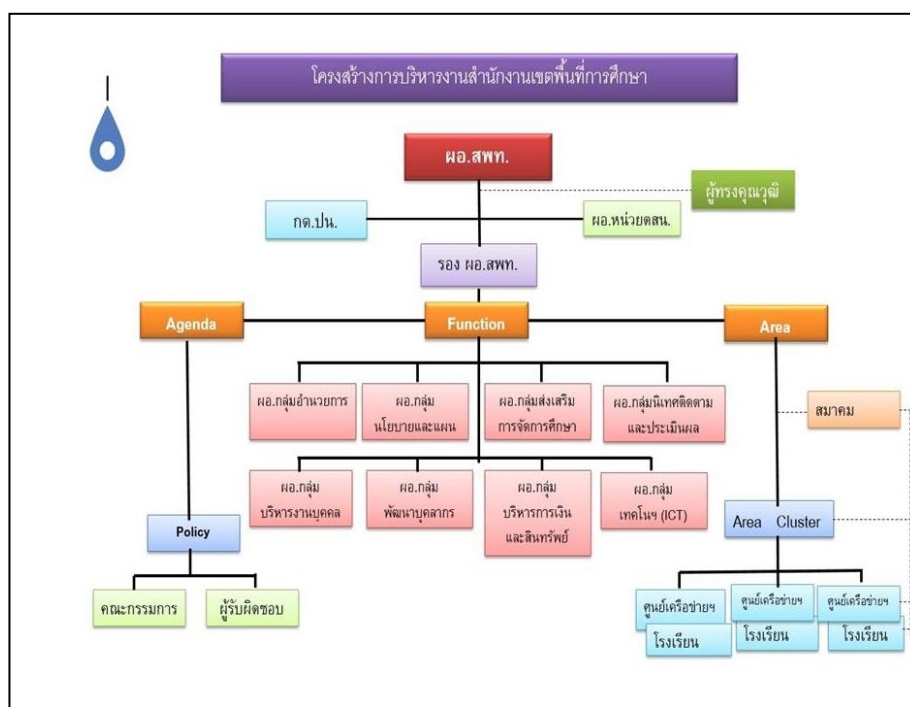 โครงสร้างการบริหารงานสำนักงานเขตพื้นที่การศึกษา
ผอ.สพท.
ผู้ทรงคุณวุฒิ
กต.ปน.
ผอ.หน่วยตสน.
รอง ผอ.สพท.
Agenda
Function
Area
ผอ.กลุ่มอำนวยการ
ผอ.กลุ่ม
นโยบายและแผน
ผอ.กลุ่มส่งเสริม
การจัดการศึกษา
ผอ.กลุ่มนิเทศติดตาม
และประเมินผล
สมาคม
ผอ.กลุ่ม
บริหารงานบุคคล
ผอ.กลุ่ม
พัฒนาบุคลากร
ผอ.กลุ่ม
บริหารการเงิน
และสินทรัพย์
ผอ.กลุ่ม
เทคโนฯ (ICT)
Policy
Area Cluster
คณะกรรมการ
ผู้รับผิดชอบ
ศูนย์เครือข่ายฯ
ศูนย์เครือข่ายฯ
ศูนย์เครือข่ายฯ
โรงเรียน
โรงเรียน
โรงเรียน